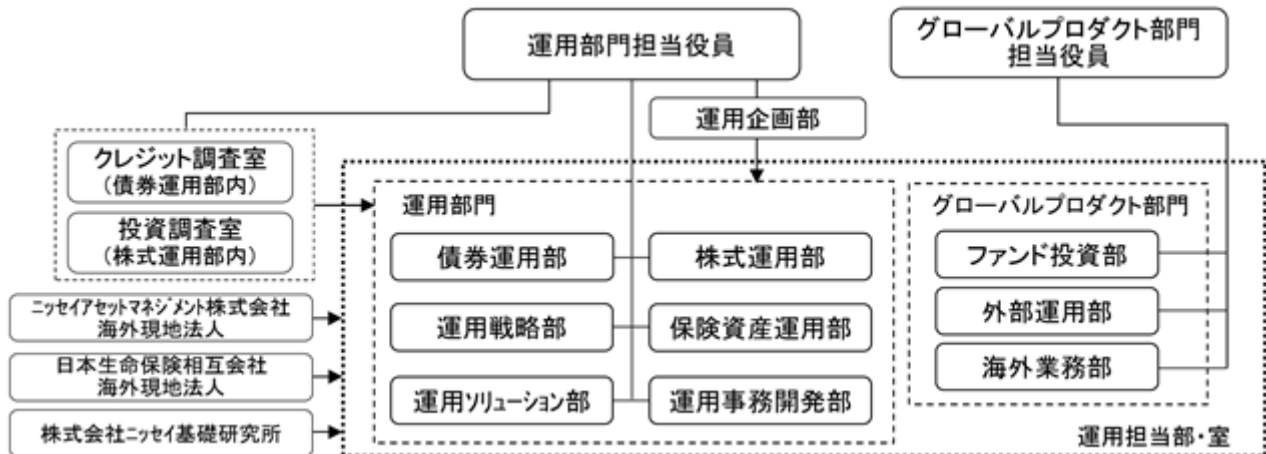 運用部門担当役員
グローバルプロダクト部門
担当役員
運用企画部
クレジット調査室
(債券運用部内)
投資調査室
(株式運用部内)
運用部門
債券運用部
株式運用部
運用戦略部
保険資産運用部
運用ソリューション部
運用事務開発部
グローバルプロダクト部門
ファンド投資部
外部運用部
海外業務部
ニッセイアセットマネジメント株式会社
海外現地法人
日本生命保険相互会社
海外現地法人
株式会社ニッセイ基礎研究所
運用担当部・室